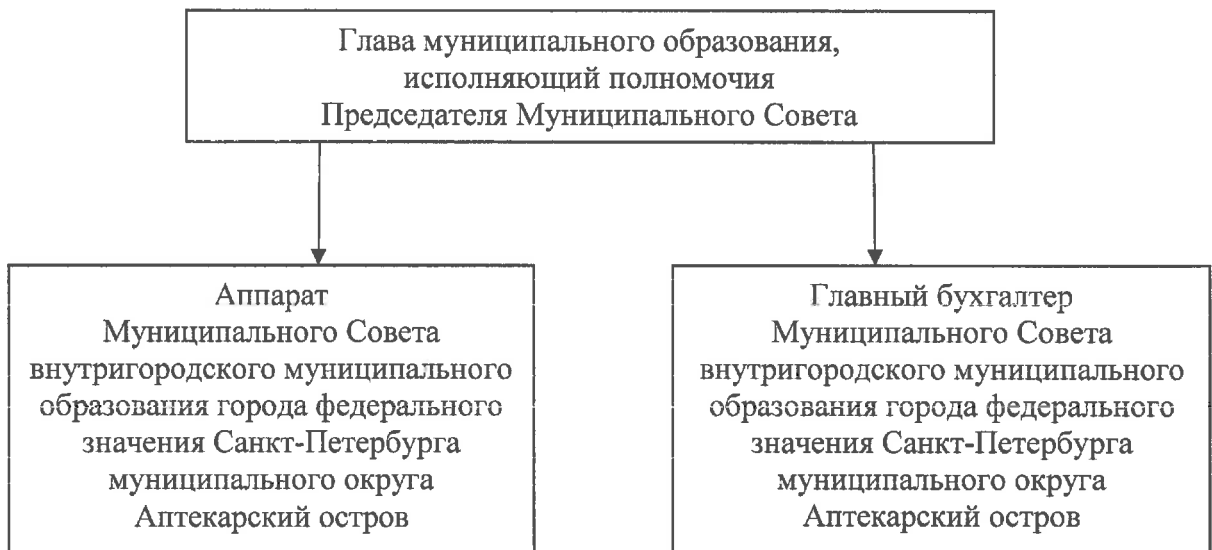 Глава муниципального образования,
исполняющий полномочия
Председателя Муниципального Совета
Аппарат
Муниципального Совета
внутригородского муниципального
образования города федерального
значения Санкт-Петербурга
муниципального округа
Аптекарский остров
Главный бухгалтер
Муниципального Совета
внутригородского муниципального
образования города федерального
значения Санкт-Петербурга
муниципального округа
Аптекарский остров